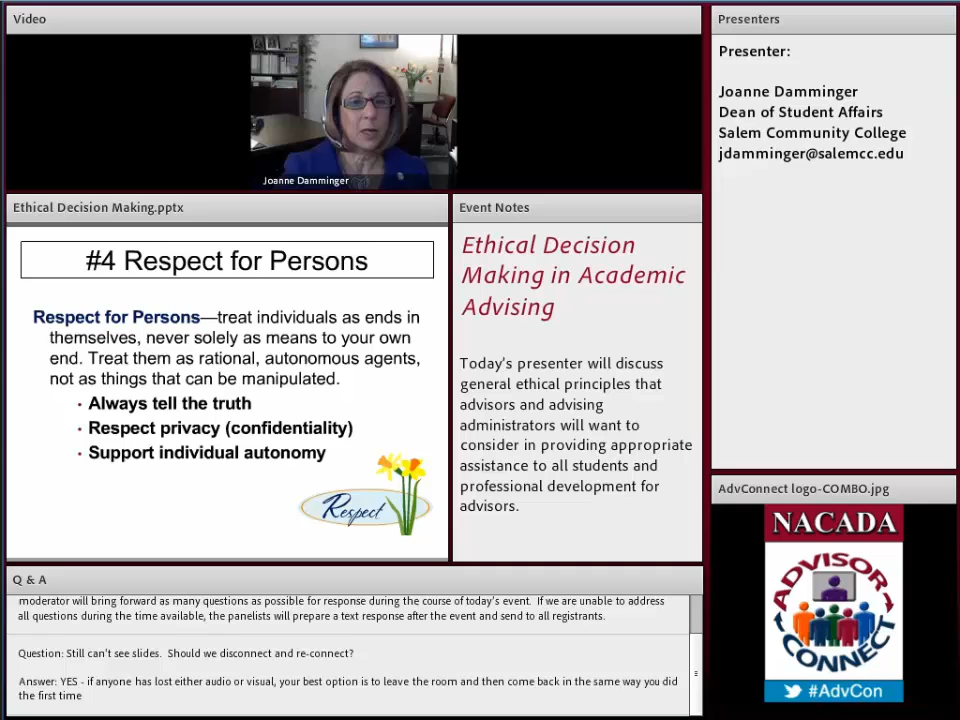 Video
Joanne Damminger
Presenters
Presenter:
Joanne Damminger
Dean of Student Affairs
Salem Community College
jdamminger@salemcc.edu
Ethical Decision Making.pptx
#4 Respect for Persons
Respect for Persons—treat individuals as ends in
themselves, never solely as means to your own
end. Treat them as rational, autonomous agents,
not as things that can be manipulated.
• Always tell the truth
• Respect privacy (confidentiality)
• Support individual autonomy
Respect
Event Notes
Ethical Decision
Making in Academic
Advising
Today's presenter will discuss
general ethical principles that
advisors and advising
administrators will want to
consider in providing appropriate
assistance to all students and
professional development for
advisors.
AdvConnect logo-COMBO.jpg
NACADA
ADVISOR
CONNECT
#AdvCon
Q & A
moderator will bring forward as many questions as possible for response during the course of today's event. If we are unable to address
all questions during the time available, the panelists will prepare a text response after the event and send to all registrants.
Question: Still can't see slides. Should we disconnect and re-connect?
Answer: YES - if anyone has lost either audio or visual, your best option is to leave the room and then come back in the same way you did
the first time